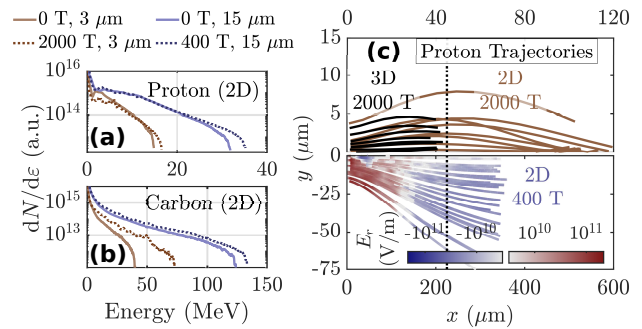 0 T, 3 μm 0 T, 15 μm
2000 T, 3 μm 400 T, 15 μm
dN/dε (a.u.)
10^16
10^14
Proton (2D)
(a)
0 20 40
10^15
10^13
Carbon (2D)
(b)
0 50 100 150
Energy (MeV)
0 40 80 120
(c) Proton Trajectories
15
10
5
0
3D
2000 T
2D
2000 T
y (μm)
0
-25
-50
-75
2D
400 T
E_r
(V/m)
-10^11 -10^10 10^10 10^11
0 200 400 600
x (μm)